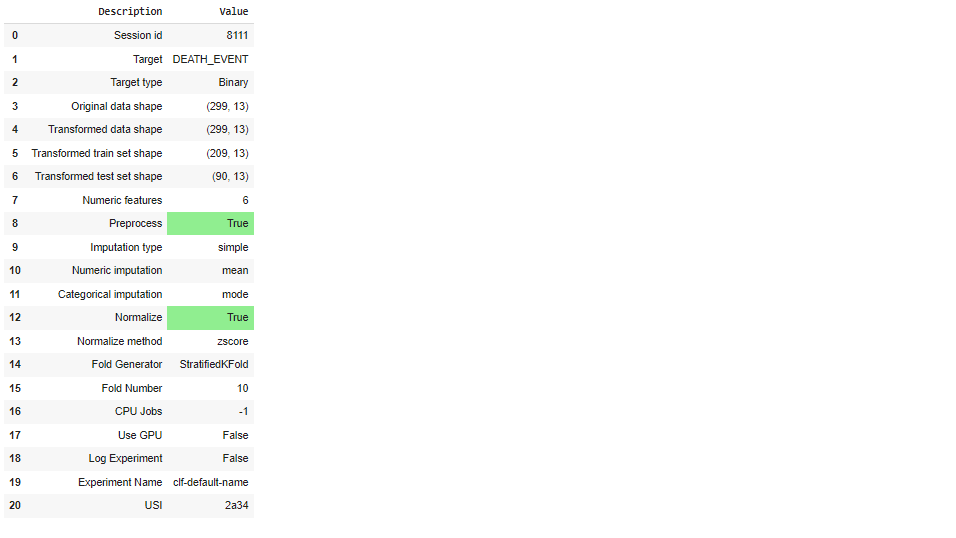 Description Value
0 Session id 8111
1 Target DEATH_EVENT
2 Target type Binary
3 Original data shape (299, 13)
4 Transformed data shape (299, 13)
5 Transformed train set shape (209, 13)
6 Transformed test set shape (90, 13)
7 Numeric features 6
8 Preprocess True
9 Imputation type simple
10 Numeric imputation mean
11 Categorical imputation mode
12 Normalize True
13 Normalize method zscore
14 Fold Generator StratifiedKFold
15 Fold Number 10
16 CPU Jobs -1
17 Use GPU False
18 Log Experiment False
19 Experiment Name clf-default-name
20 USI 2a34